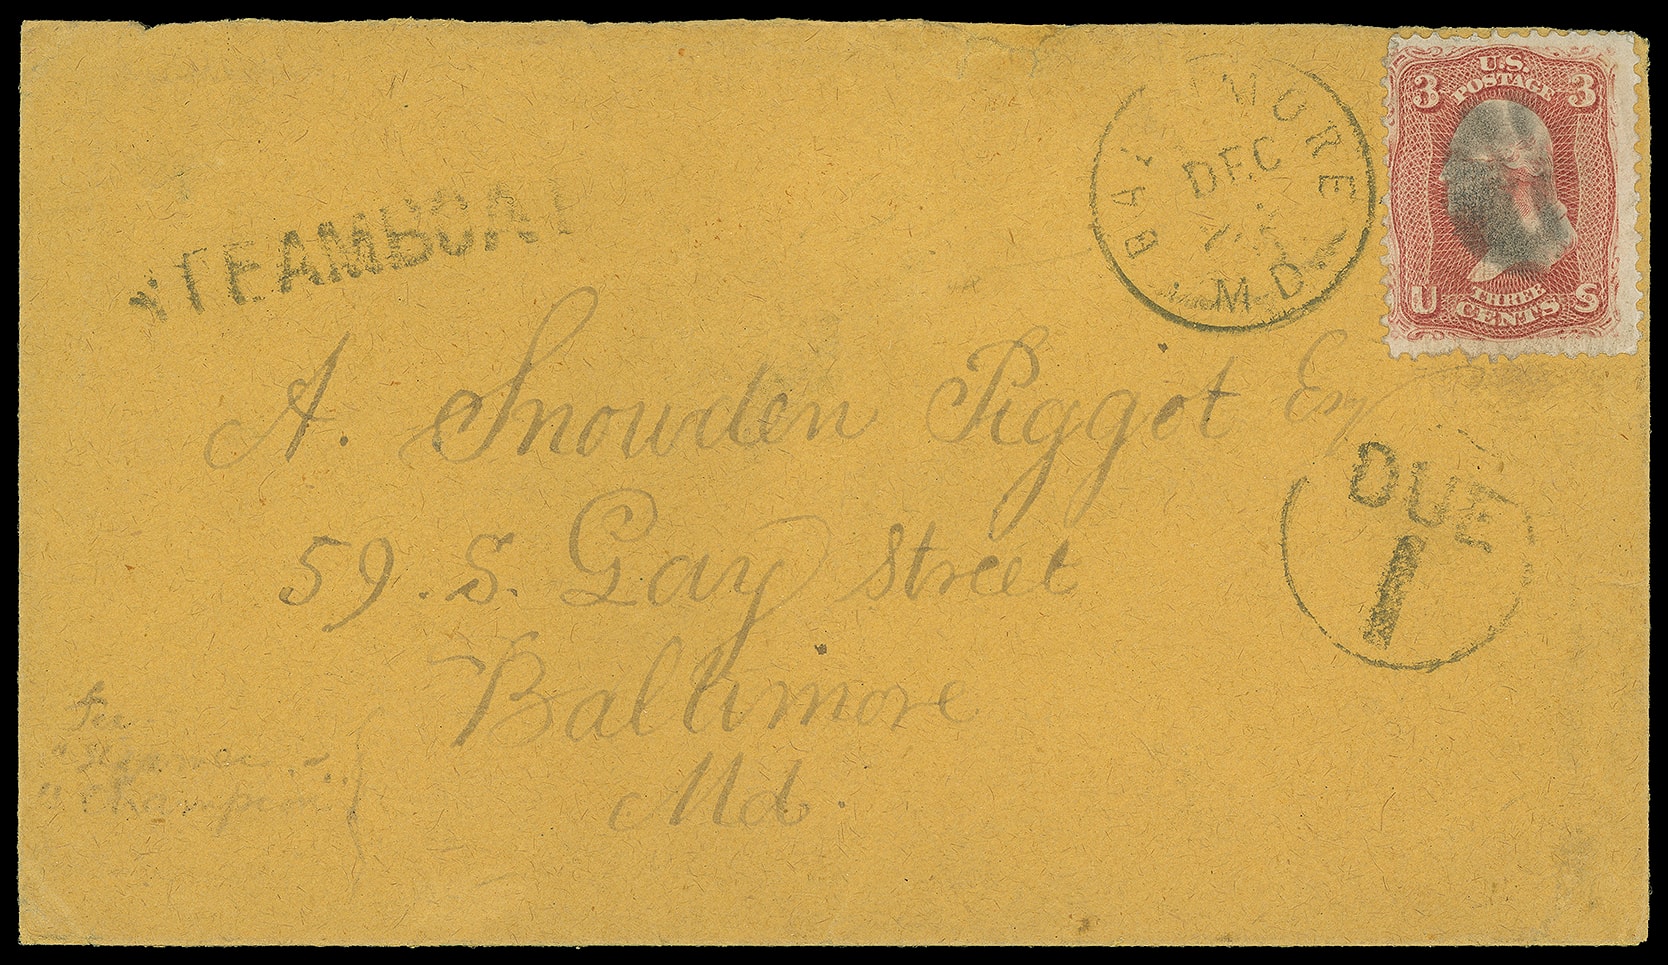 U.S.
POSTAGE
3 3
THREE
CENTS
U S
BALTIMORE
DEC
MD.
STEAMBOAT
A. Snowden Piggot Esq
59. S. Gay Street
Baltimore
Md.
DUE
1
"Champion"